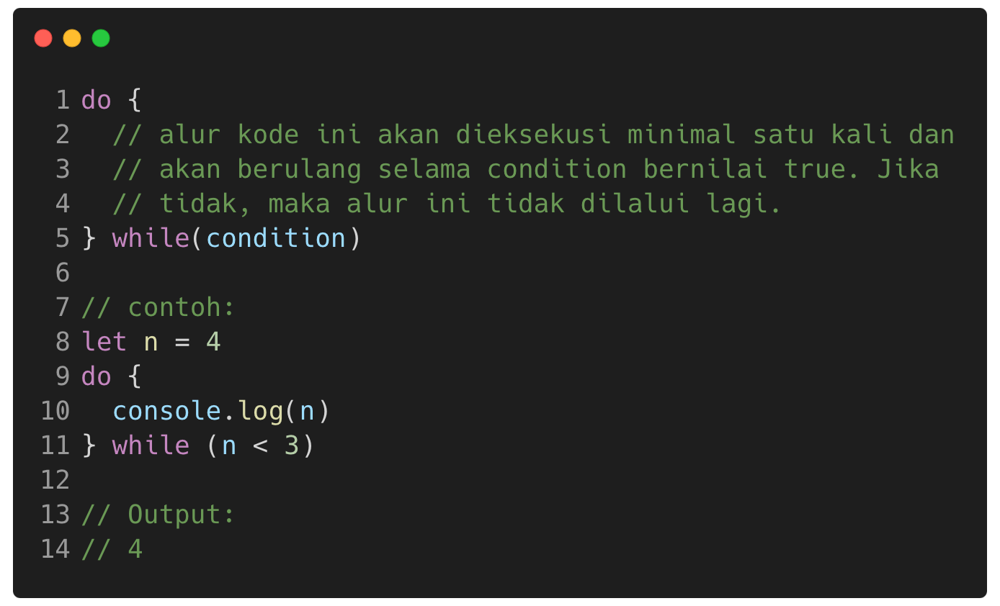 1 do {
2   // alur kode ini akan dieksekusi minimal satu kali dan
3   // akan berulang selama condition bernilai true. Jika
4   // tidak, maka alur ini tidak dilalui lagi.
5 } while(condition)
6
7 // contoh:
8 let n = 4
9 do {
10   console.log(n)
11 } while (n < 3)
12
13 // Output:
14 // 4